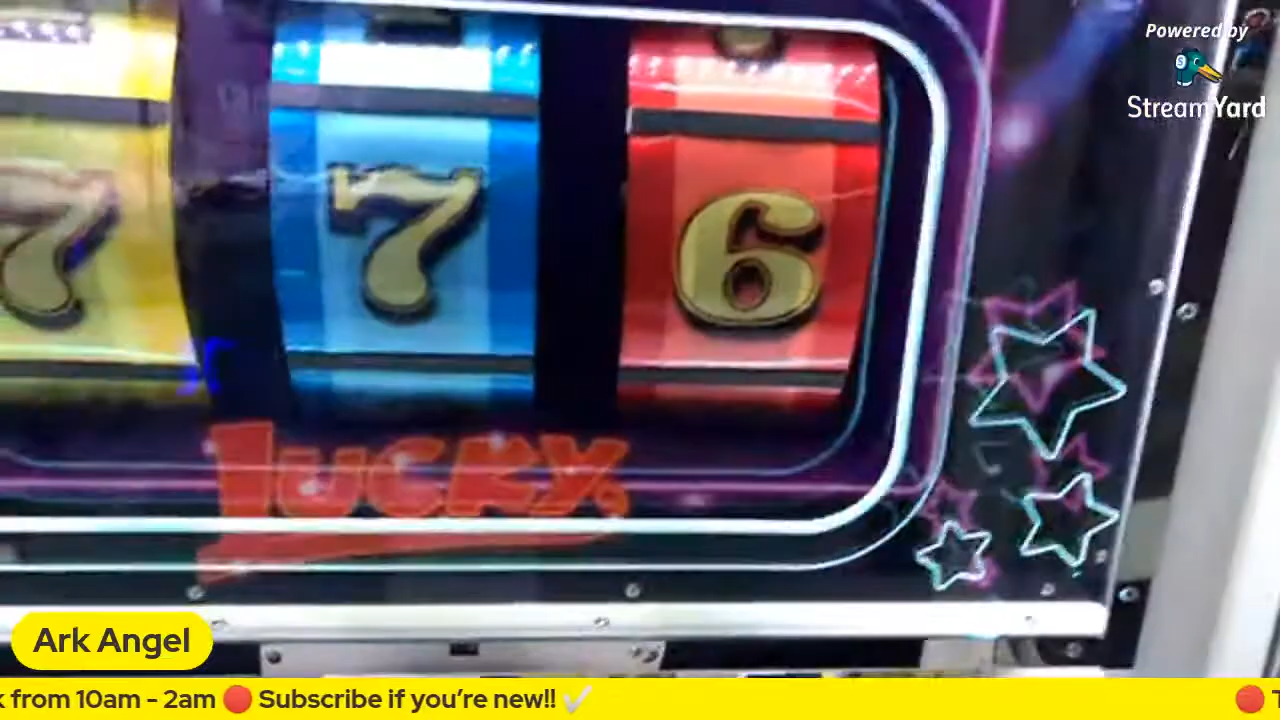 Powered by
StreamYard
7 7 6
LUCKY
Ark Angel
from 10am - 2am 🔴 Subscribe if you’re new!! ✔️ 🔴